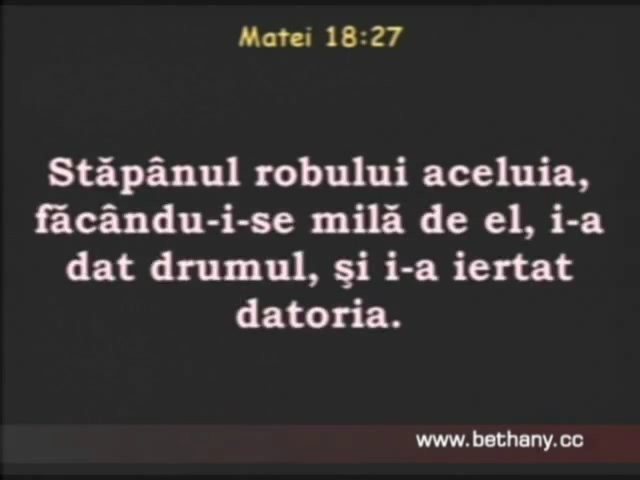 Matei 18:27
Stăpânul robului aceluia,
făcându-i-se milă de el, i-a
dat drumul, şi i-a iertat
datoria.
www.bethany.cc